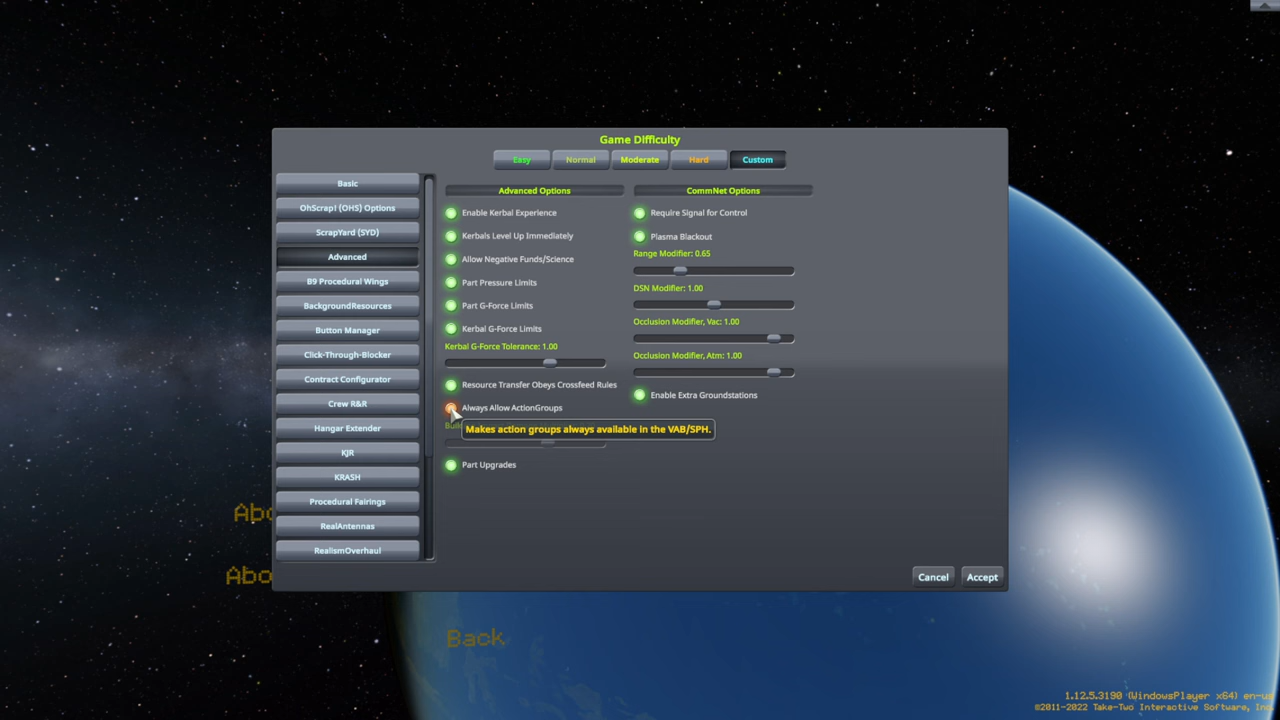 Game Difficulty
Easy
Normal
Moderate
Hard
Custom
Basic
OhScrap! (OHS) Options
ScrapYard (SYD)
Advanced
B9 Procedural Wings
BackgroundResources
Button Manager
Click-Through-Blocker
Contract Configurator
Crew R&R
Hangar Extender
KJR
KRASH
Procedural Fairings
RealAntennas
RealismOverhaul
Advanced Options
Enable Kerbal Experience
Kerbals Level Up Immediately
Allow Negative Funds/Science
Part Pressure Limits
Part G-Force Limits
Kerbal G-Force Limits
Kerbal G-Force Tolerance: 1.00
Resource Transfer Obeys Crossfeed Rules
Always Allow ActionGroups
Makes action groups always available in the VAB/SPH.
Part Upgrades
CommNet Options
Require Signal for Control
Plasma Blackout
Range Modifier: 0.65
DSN Modifier: 1.00
Occlusion Modifier, Vac: 1.00
Occlusion Modifier, Atm: 1.00
Enable Extra Groundstations
Cancel
Accept
Back
1.12.5.3190 (WindowsPlayer x64) en-us
©2011-2022 Take-Two Interactive Software, Inc.